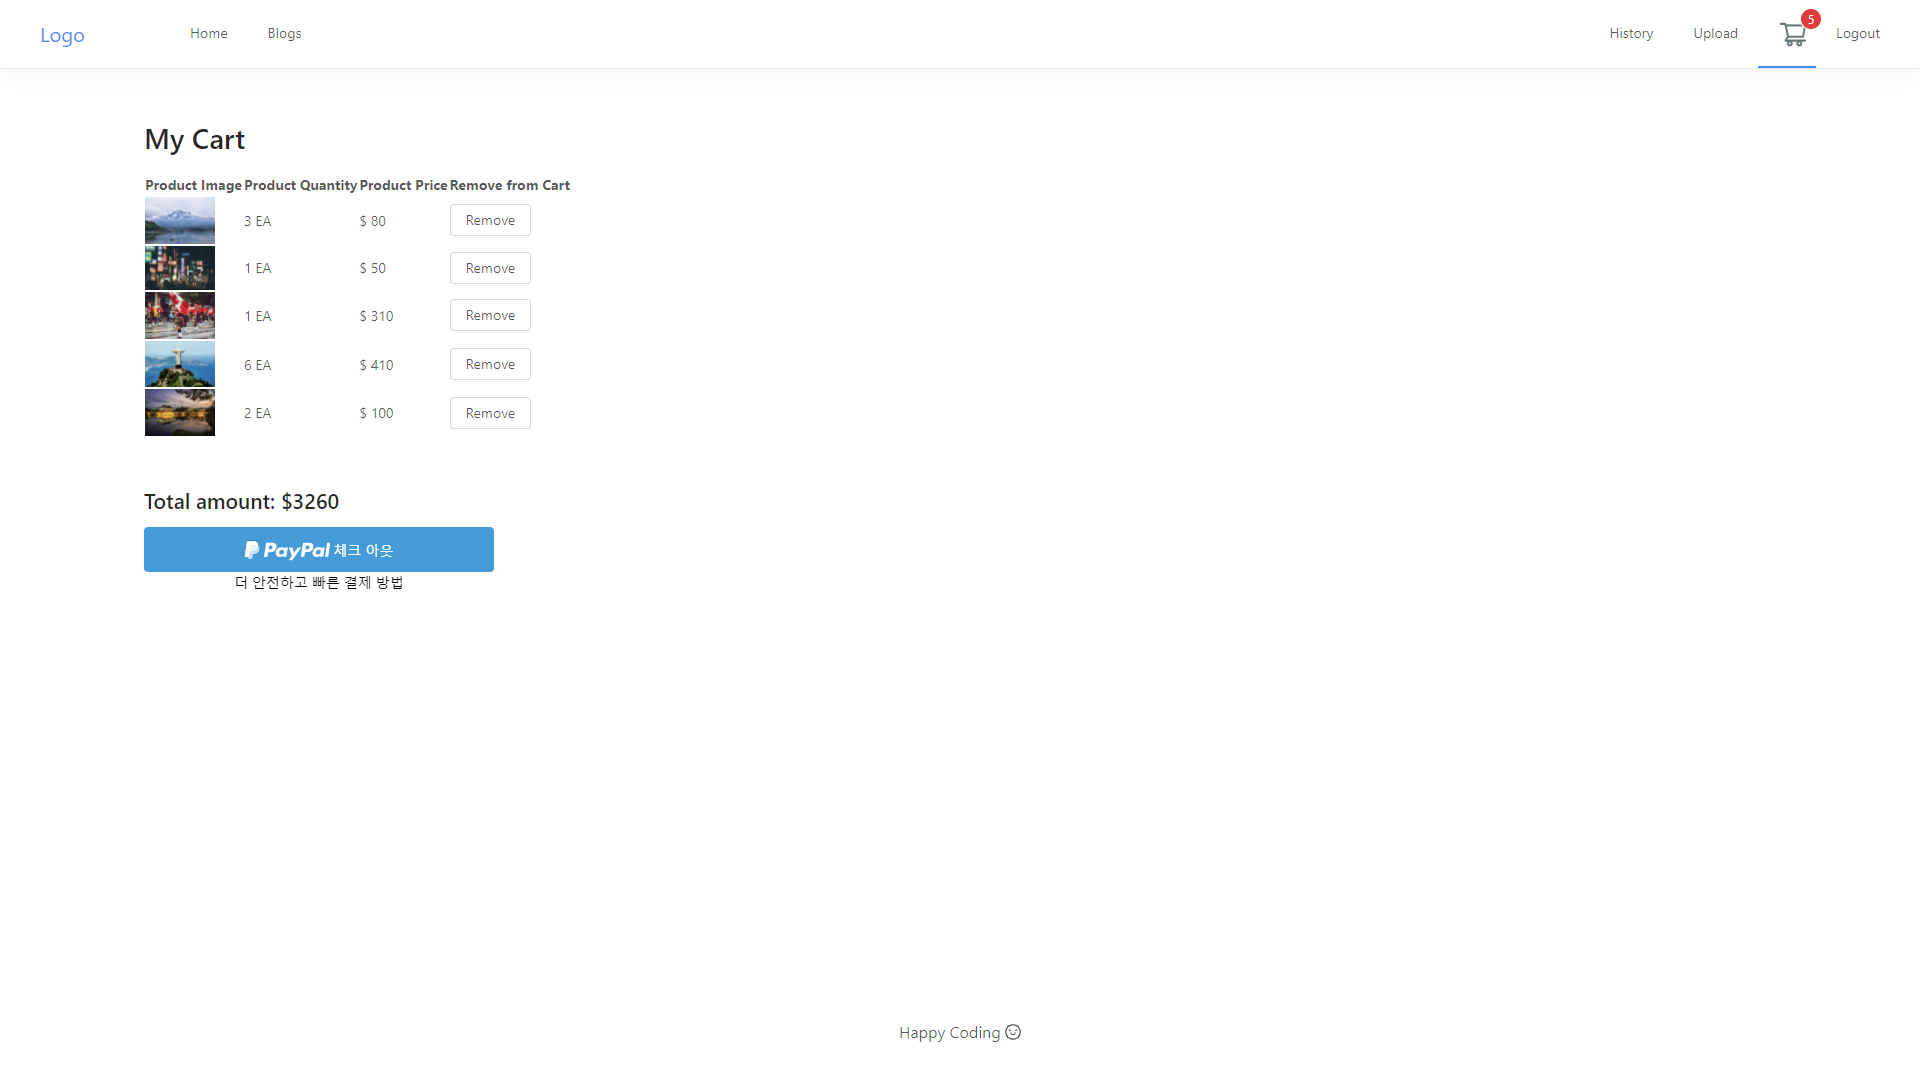 Logo Home Blogs History Upload 5 Logout
My Cart
Product Image Product Quantity Product Price Remove from Cart
3 EA $ 80 Remove
1 EA $ 50 Remove
1 EA $ 310 Remove
6 EA $ 410 Remove
2 EA $ 100 Remove
Total amount: $3260
PayPal 체크 아웃
더 안전하고 빠른 결제 방법
Happy Coding